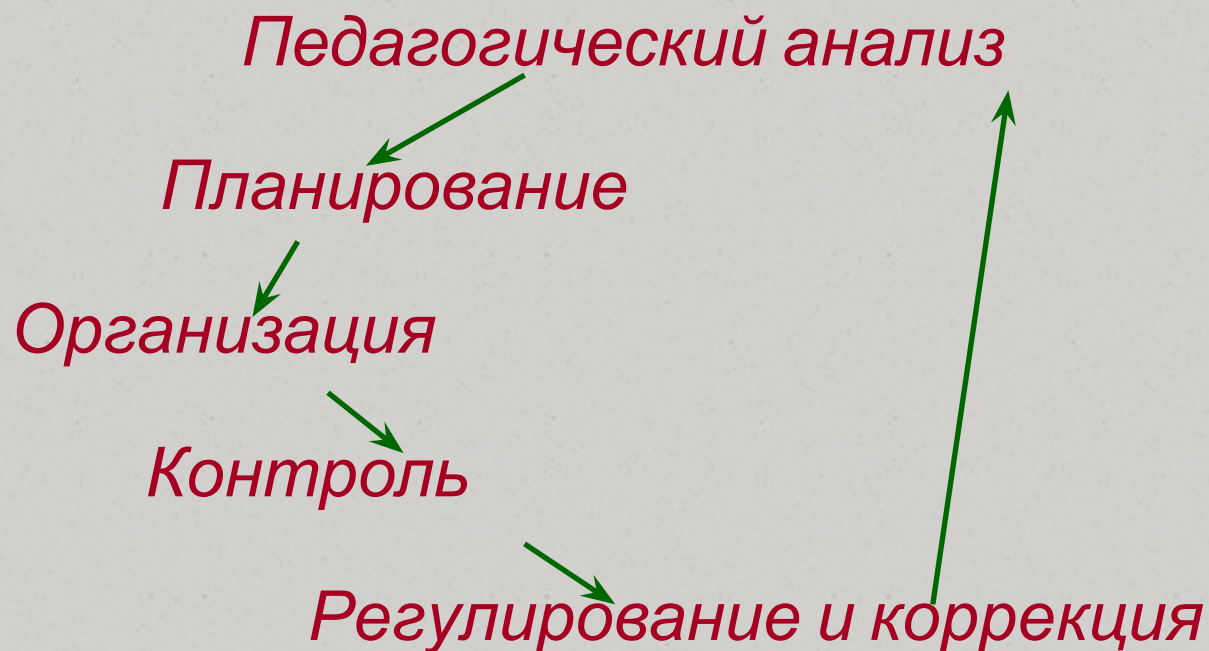 Педагогический анализ
Планирование
Организация
Контроль
Регулирование и коррекция